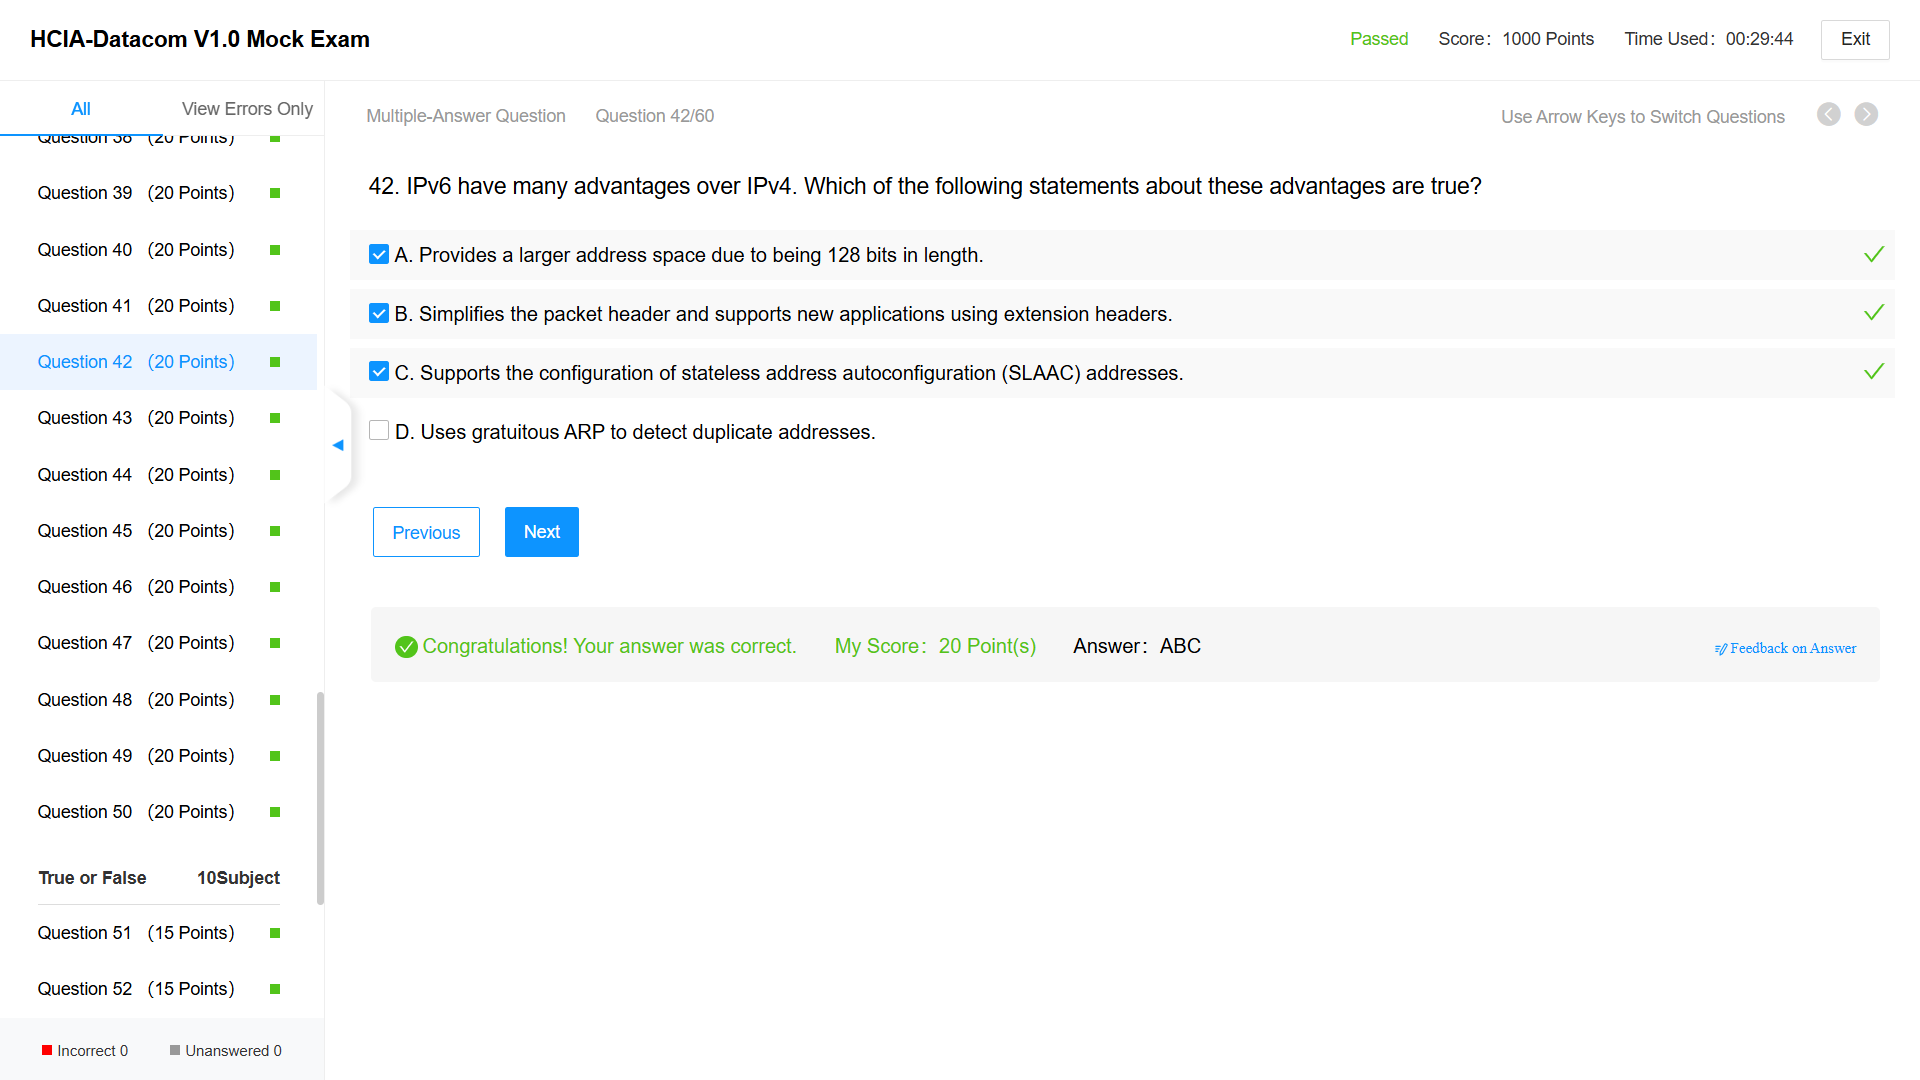 HCIA-Datacom V1.0 Mock Exam
Passed Score: 1000 Points Time Used: 00:29:44 Exit
All View Errors Only
Question 38 (20 Points)
Question 39 (20 Points)
Question 40 (20 Points)
Question 41 (20 Points)
Question 42 (20 Points)
Question 43 (20 Points)
Question 44 (20 Points)
Question 45 (20 Points)
Question 46 (20 Points)
Question 47 (20 Points)
Question 48 (20 Points)
Question 49 (20 Points)
Question 50 (20 Points)
True or False 10Subject
Question 51 (15 Points)
Question 52 (15 Points)
Incorrect 0 Unanswered 0
Multiple-Answer Question Question 42/60 Use Arrow Keys to Switch Questions
42. IPv6 have many advantages over IPv4. Which of the following statements about these advantages are true?
A. Provides a larger address space due to being 128 bits in length.
B. Simplifies the packet header and supports new applications using extension headers.
C. Supports the configuration of stateless address autoconfiguration (SLAAC) addresses.
D. Uses gratuitous ARP to detect duplicate addresses.
Previous Next
Congratulations! Your answer was correct. My Score: 20 Point(s) Answer: ABC Feedback on Answer